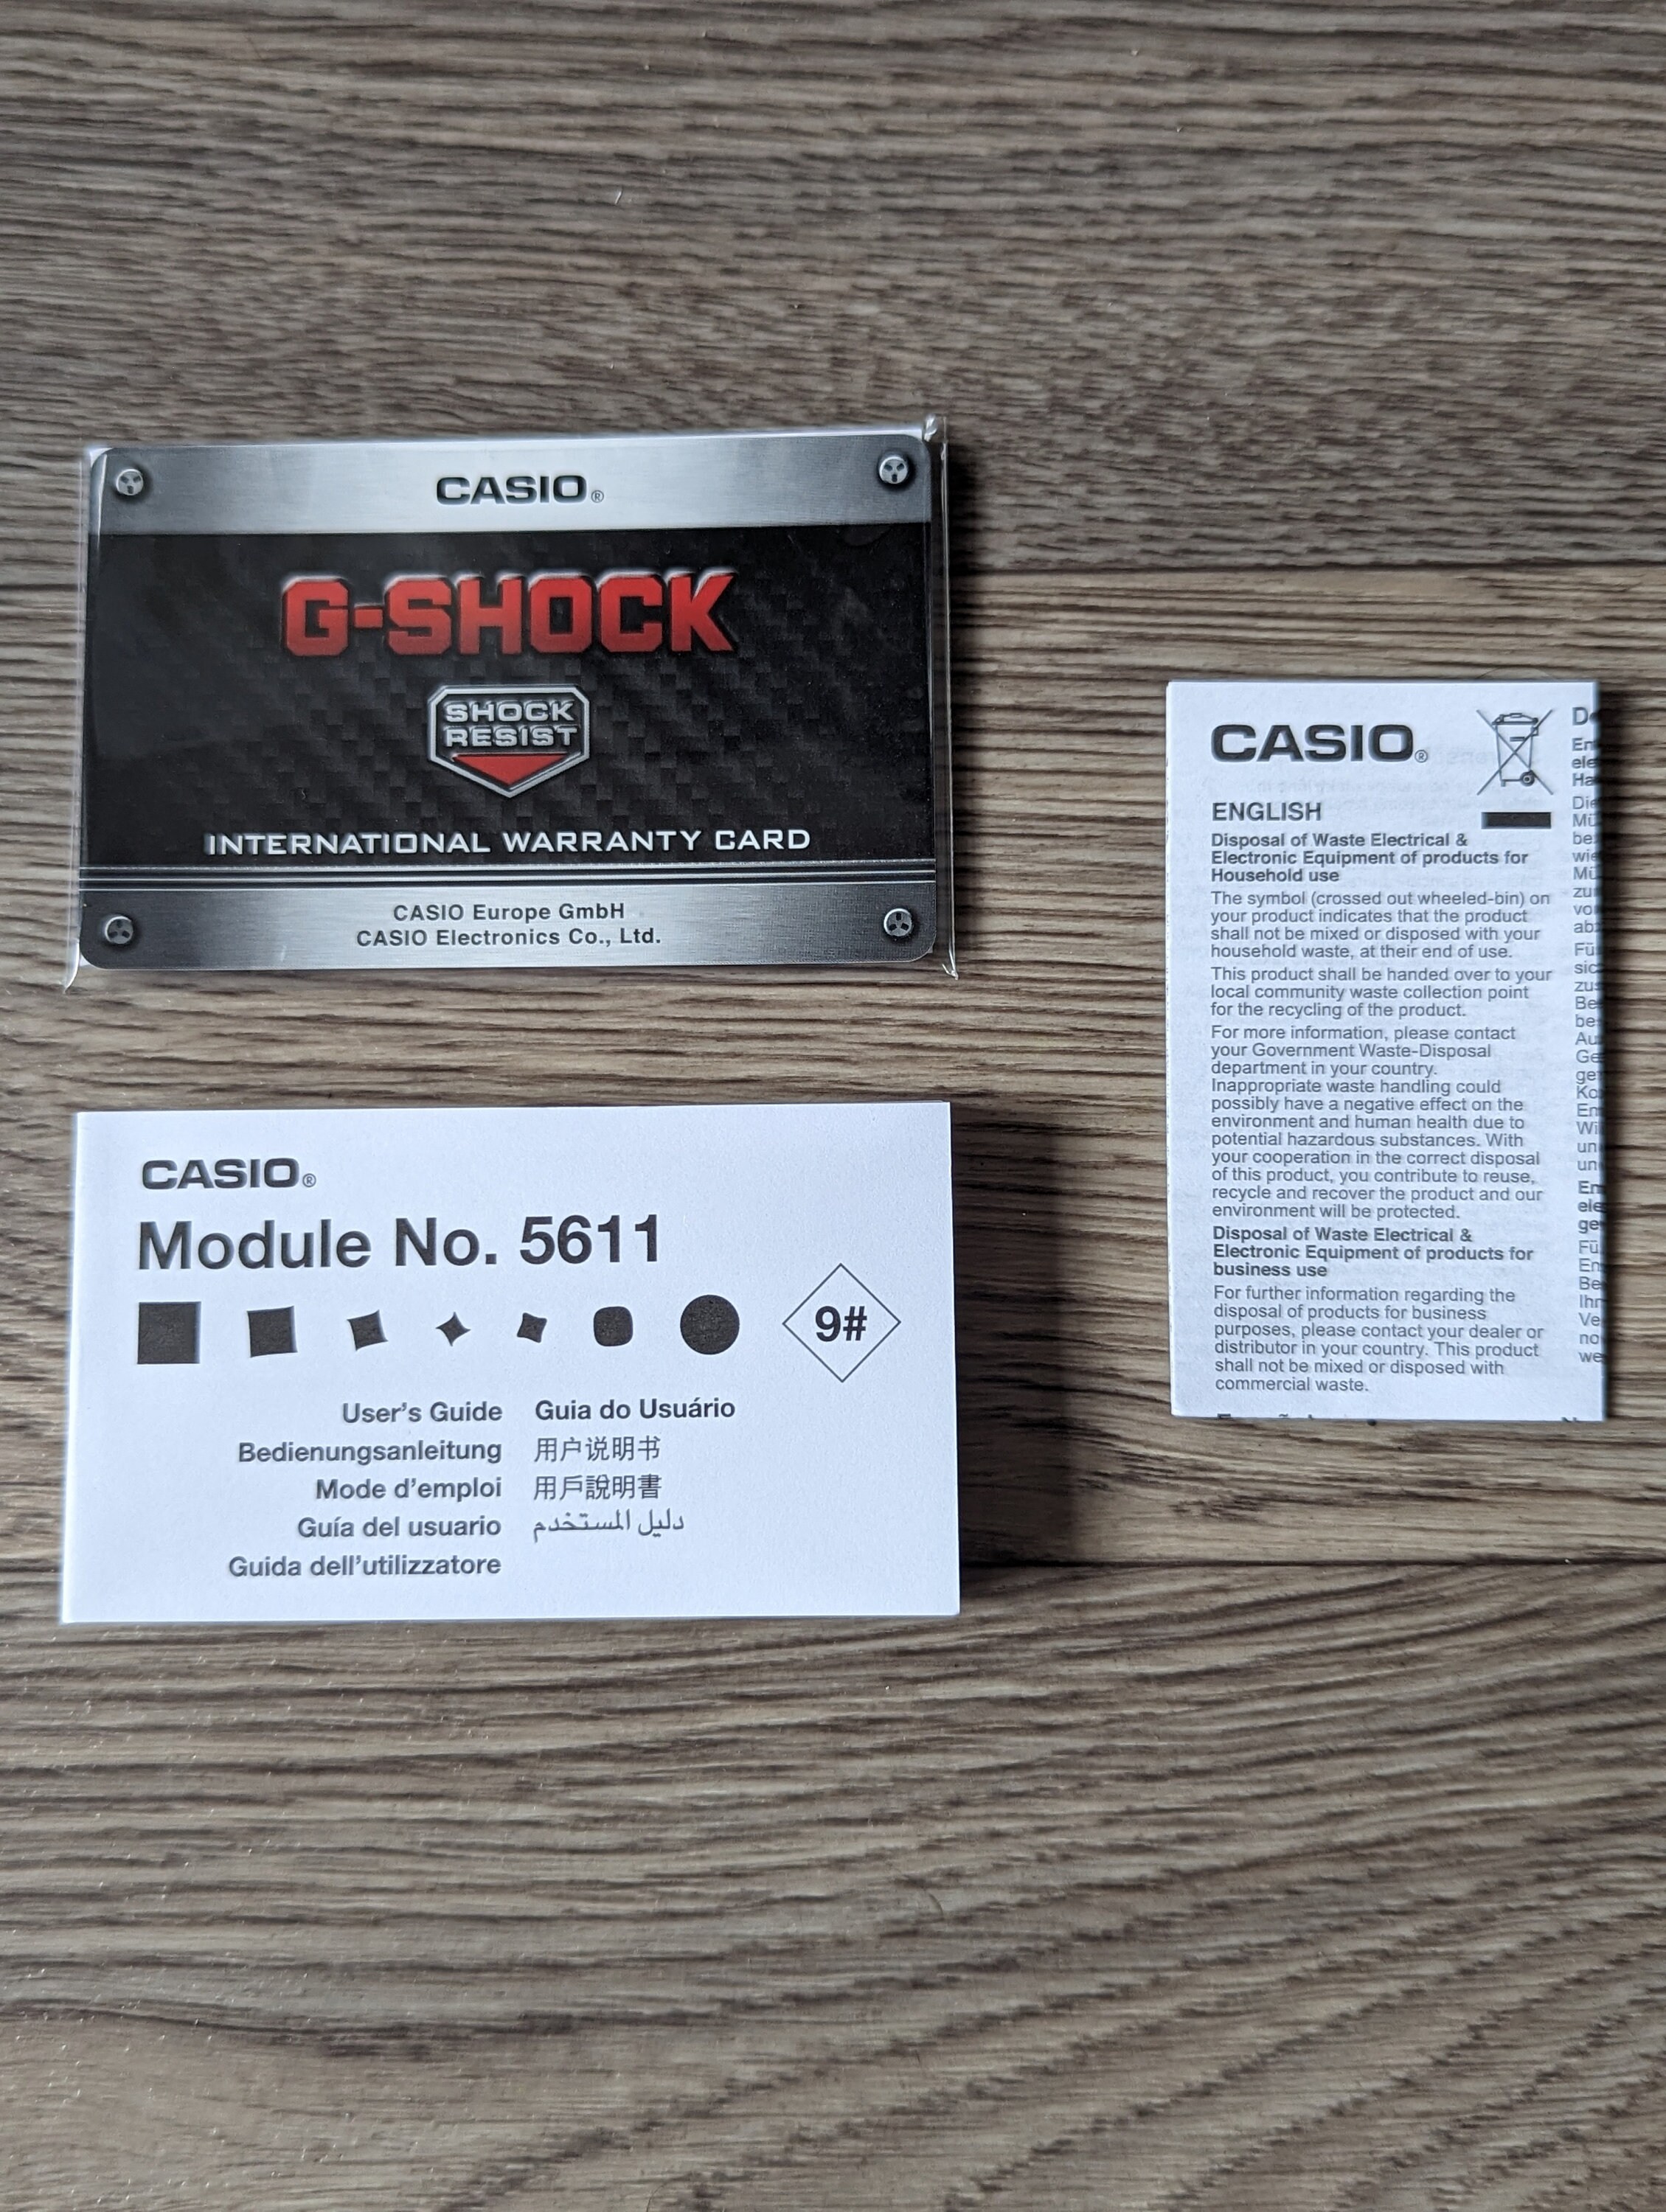 CASIO®
G-SHOCK
SHOCK
RESIST
INTERNATIONAL WARRANTY CARD
CASIO Europe GmbH
CASIO Electronics Co., Ltd.
CASIO®
Module No. 5611
9#
User's Guide
Bedienungsanleitung
Mode d'emploi
Guía del usuario
Guida dell'utilizzatore
Guia do Usuário
用户说明书
用戶說明書
دليل المستخدم
CASIO®
ENGLISH
Disposal of Waste Electrical &
Electronic Equipment of products for
Household use
The symbol (crossed out wheeled-bin) on
your product indicates that the product
shall not be mixed or disposed with your
household waste, at their end of use.
This product shall be handed over to your
local community waste collection point
for the recycling of the product.
For more information, please contact
your Government Waste-Disposal
department in your country.
Inappropriate waste handling could
possibly have a negative effect on the
environment and human health due to
potential hazardous substances. With
your cooperation in the correct disposal
of this product, you contribute to reuse,
recycle and recover the product and our
environment will be protected.
Disposal of Waste Electrical &
Electronic Equipment of products for
business use
For further information regarding the
disposal of products for business
purposes, please contact your dealer or
distributor in your country. This product
shall not be mixed or disposed with
commercial waste.